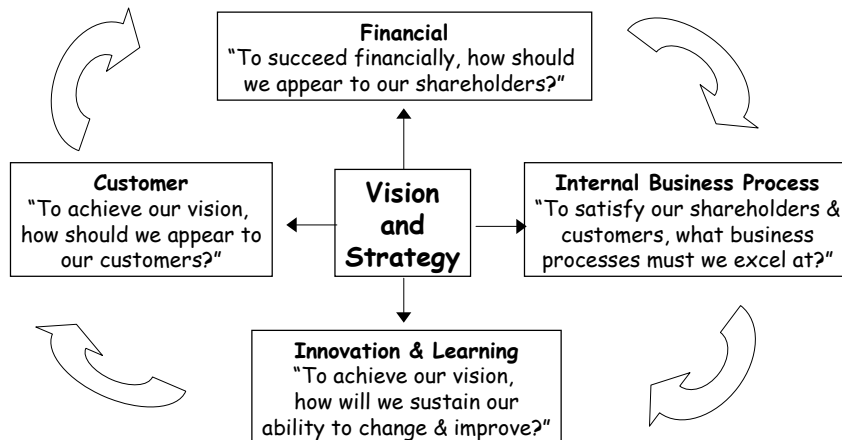 Financial
“To succeed financially, how should
we appear to our shareholders?”
Customer
“To achieve our vision,
how should we appear to
our customers?”
Vision
and
Strategy
Internal Business Process
“To satisfy our shareholders &
customers, what business
processes must we excel at?”
Innovation & Learning
“To achieve our vision,
how will we sustain our
ability to change & improve?”